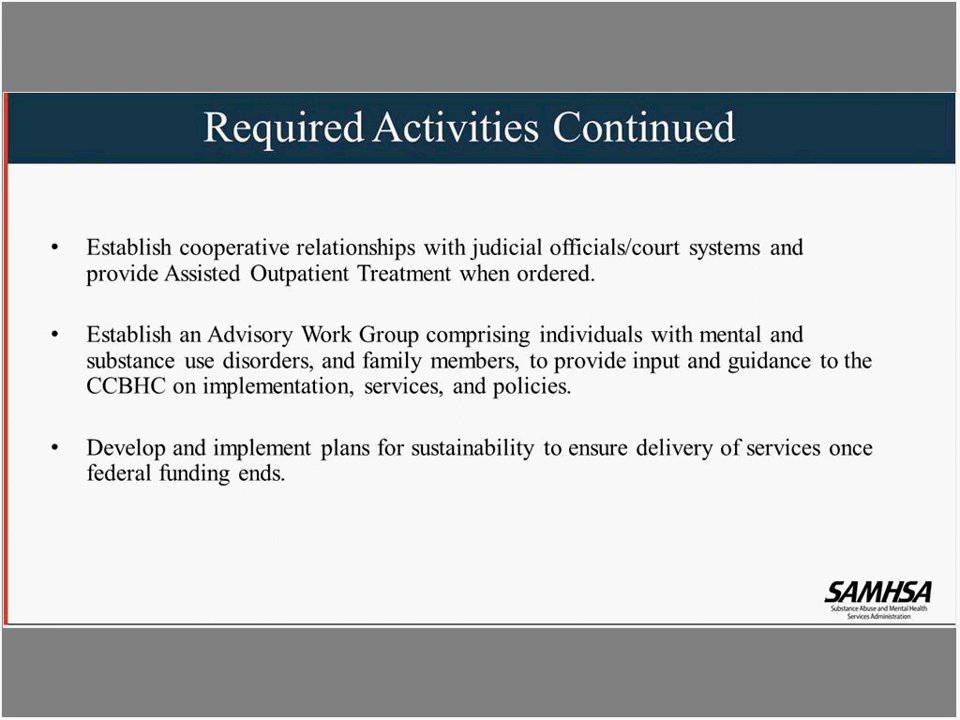 Required Activities Continued
• Establish cooperative relationships with judicial officials/court systems and
provide Assisted Outpatient Treatment when ordered.
• Establish an Advisory Work Group comprising individuals with mental and
substance use disorders, and family members, to provide input and guidance to the
CCBHC on implementation, services, and policies.
• Develop and implement plans for sustainability to ensure delivery of services once
federal funding ends.
SAMHSA
Substance Abuse and Mental Health
Services Administration